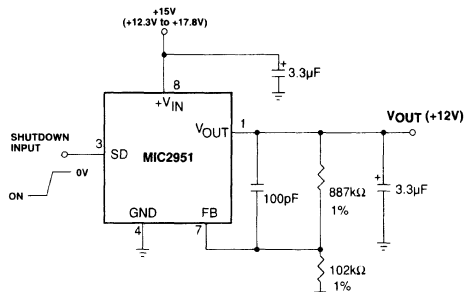 +15V
(+12.3V to +17.8V)
+
3.3µF
8
+VIN
VOUT
1
VOUT (+12V)
SHUTDOWN
INPUT
3
SD
MIC2951
ON
0V
100pF
887kΩ
1%
+
3.3µF
GND
FB
4
7
102kΩ
1%